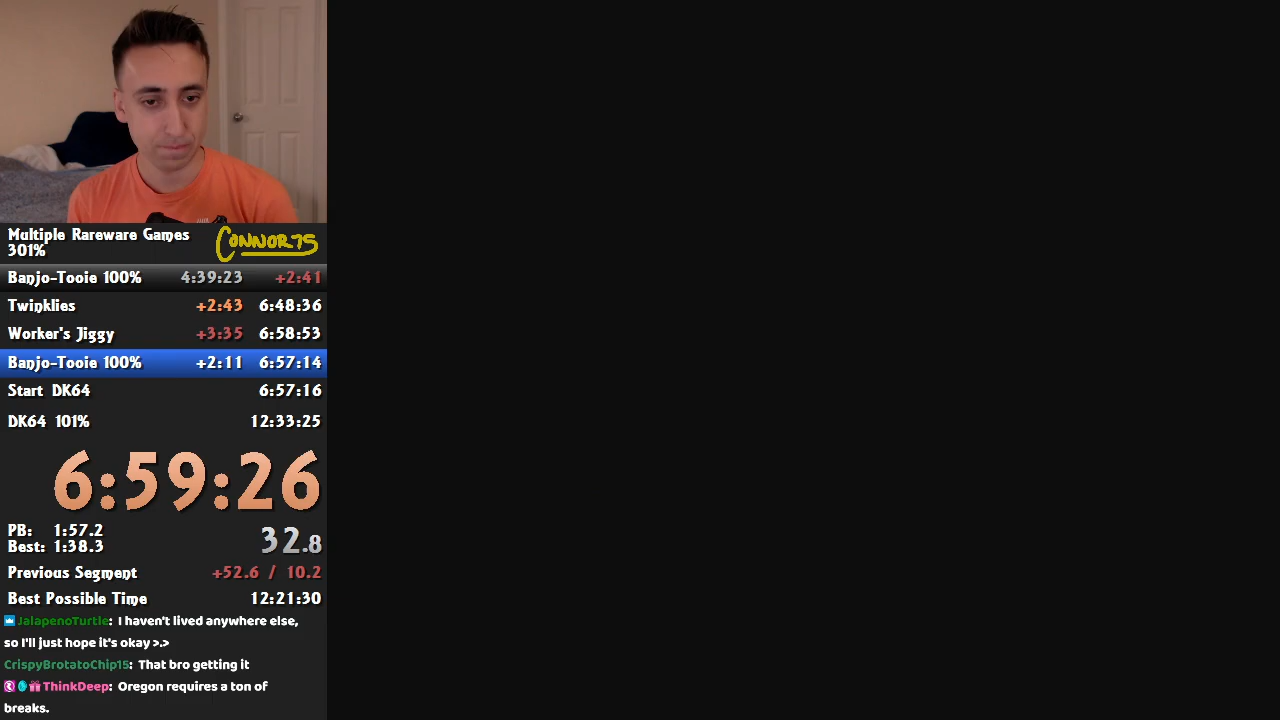 Multiple Rareware Games
301%
CONNOR75
Banjo-Tooie 100% 4:39:23 +2:41
Twinklies +2:43 6:48:36
Worker's Jiggy +3:35 6:58:53
Banjo-Tooie 100% +2:11 6:57:14
Start DK64 6:57:16
DK64 101% 12:33:25
6:59:26
PB: 1:57.2
Best: 1:38.3
32.8
Previous Segment +52.6 / 10.2
Best Possible Time 12:21:30
JalapenoTurtle: I haven't lived anywhere else,
so I'll just hope it's okay >.>
CrispyBrotatoChip15: That bro getting it
ThinkDeep: Oregon requires a ton of
breaks.